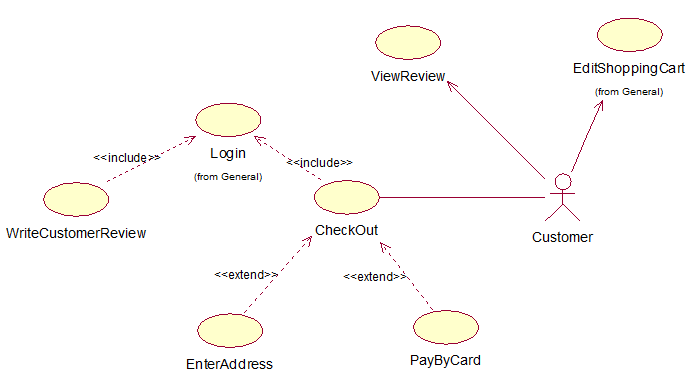 EditShoppingCart
(from General)
ViewReview
Login
(from General)
<<include>>
<<include>>
WriteCustomerReview
CheckOut
Customer
<<extend>>
<<extend>>
EnterAddress
PayByCard